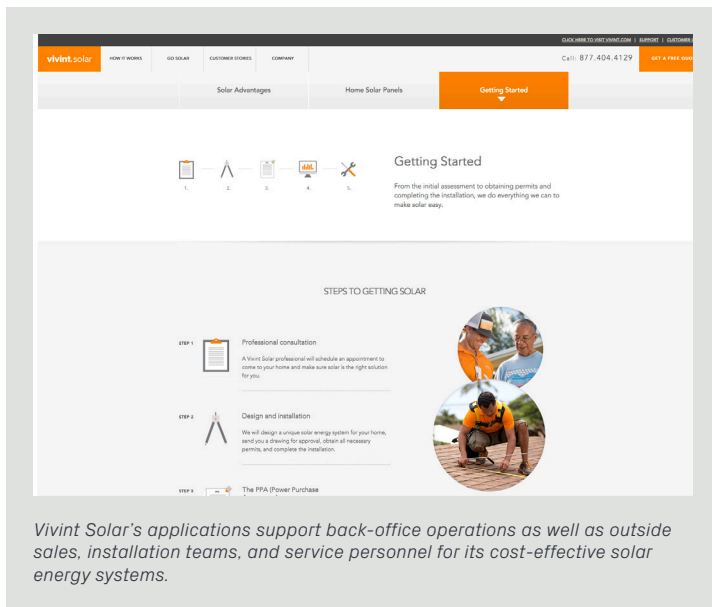 CLICK HERE TO VISIT VIVINT.COM | SUPPORT | CUSTOMER
vivint.solar HOW IT WORKS GO SOLAR CUSTOMER STORIES COMPANY Call: 877.404.4129 GET A FREE QUO
Solar Advantages Home Solar Panels Getting Started
Getting Started
1. 2. 3. 4. 5.
From the initial assessment to obtaining permits and
completing the installation, we do everything we can to
make solar easy.
STEPS TO GETTING SOLAR
STEP 1 Professional consultation
A Vivint Solar professional will schedule an appointment to
come to your home and make sure solar is the right solution
for you.
STEP 2 Design and installation
We will design a unique solar energy system for your home,
send you a drawing for approval, obtain all necessary
permits, and complete the installation.
STEP 3 The PPA (Power Purchase
Vivint Solar's applications support back-office operations as well as outside
sales, installation teams, and service personnel for its cost-effective solar
energy systems.